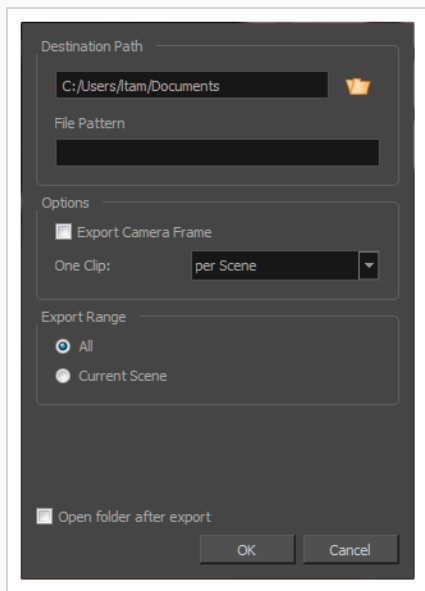 Destination Path
C:/Users/ltam/Documents
File Pattern
Options
Export Camera Frame
One Clip: per Scene
Export Range
All
Current Scene
Open folder after export
OK Cancel